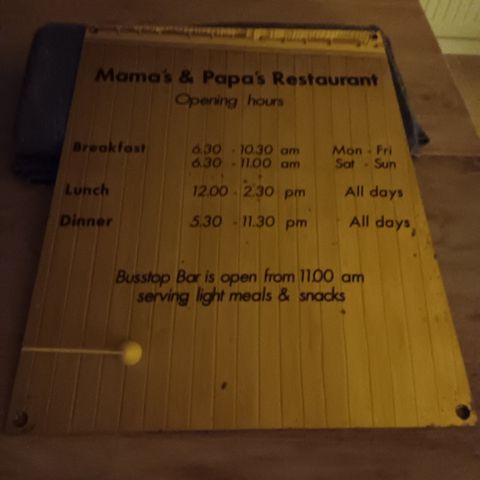 Mama's & Papa's Restaurant
Opening hours
Breakfast 6.30 - 10.30 am Mon - Fri
6.30 - 11.00 am Sat - Sun
Lunch 12.00 - 2.30 pm All days
Dinner 5.30 - 11.30 pm All days
Busstop Bar is open from 11.00 am
serving light meals & snacks